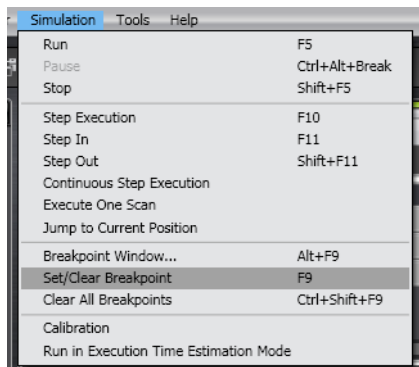 Simulation Tools Help
Run F5
Pause Ctrl+Alt+Break
Stop Shift+F5
Step Execution F10
Step In F11
Step Out Shift+F11
Continuous Step Execution
Execute One Scan
Jump to Current Position
Breakpoint Window... Alt+F9
Set/Clear Breakpoint F9
Clear All Breakpoints Ctrl+Shift+F9
Calibration
Run in Execution Time Estimation Mode